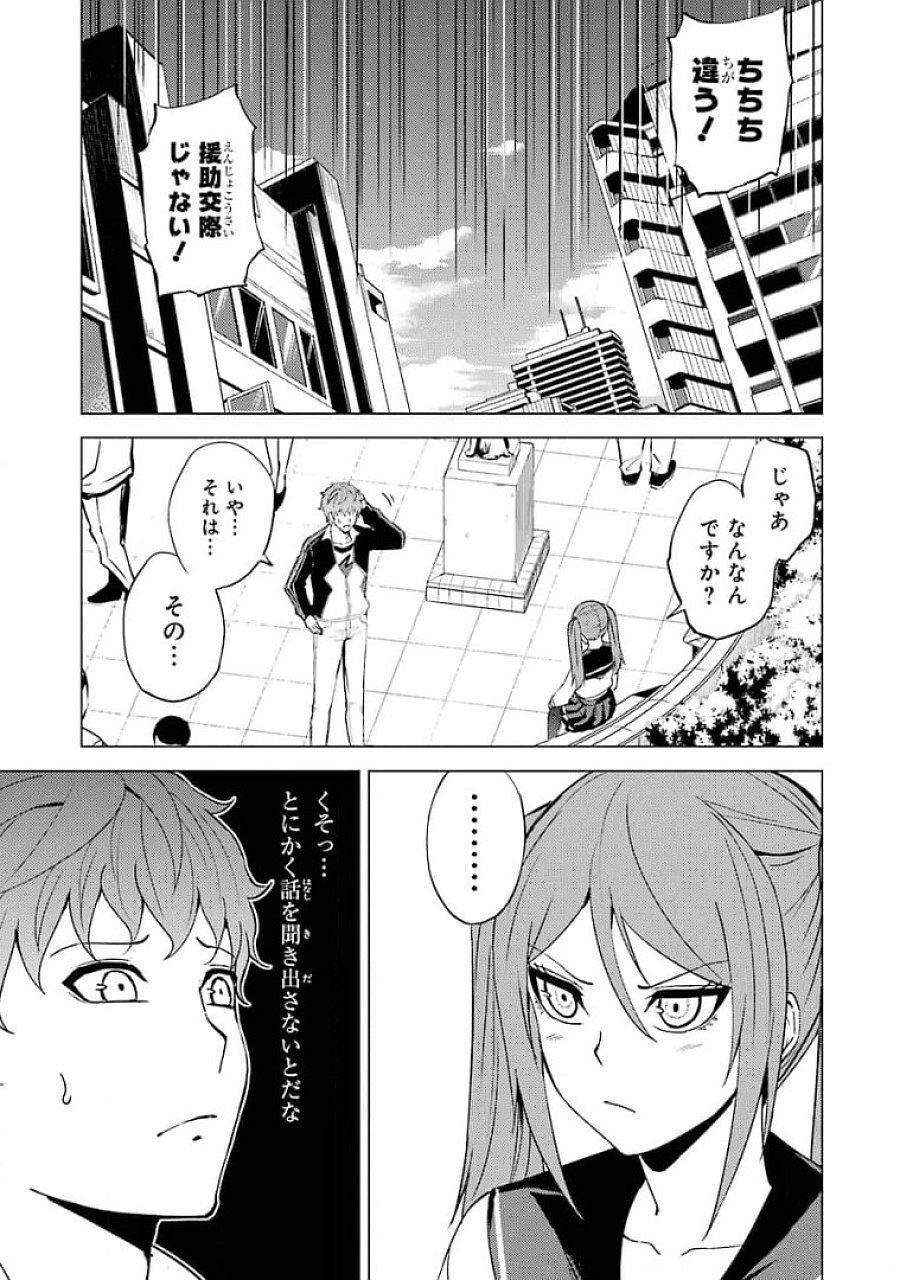 ちちち
違う!
援助交際
じゃない!
じゃあ
なんなん
ですか?
いや…
それは…
その…
………
くそっ…
とにかく話を聞き出さないとだな